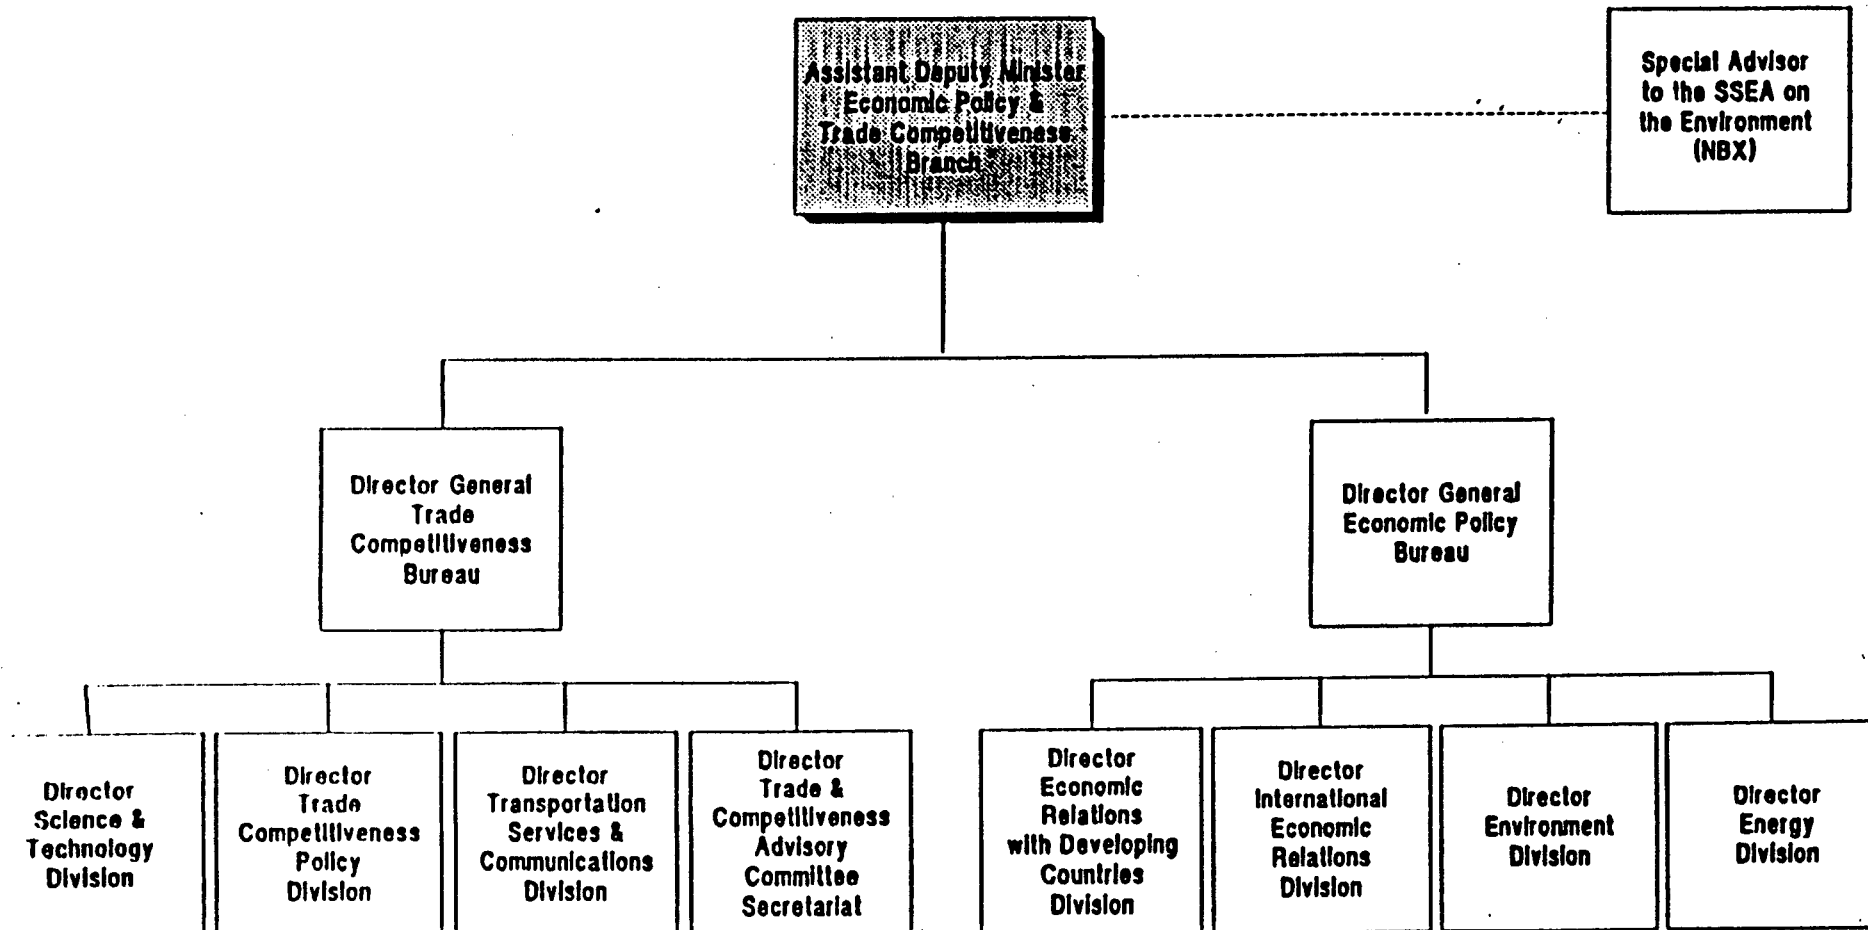 Assistant Deputy Minister
Economic Policy &
Trade Competitiveness
Branch
Special Advisor
to the SSEA on
the Environment
(NBX)
Director General
Trade
Competitiveness
Bureau
Director General
Economic Policy
Bureau
Director
Science &
Technology
Division
Director
Trade
Competitiveness
Policy
Division
Director
Transportation
Services &
Communications
Division
Director
Trade &
Competitiveness
Advisory
Committee
Secretariat
Director
Economic
Relations
with Developing
Countries
Division
Director
International
Economic
Relations
Division
Director
Environment
Division
Director
Energy
Division